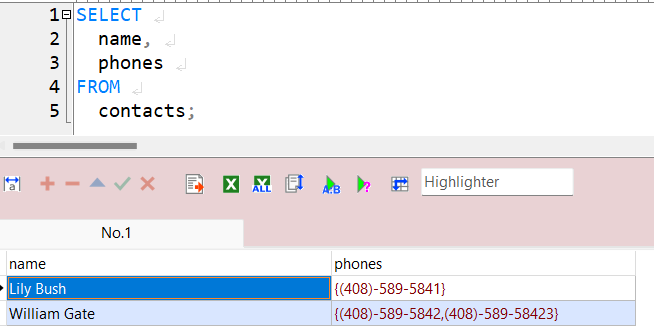 1 SELECT
2 name,
3 phones
4 FROM
5 contacts;
a ALL A:B ? Highlighter
No.1
name phones
Lily Bush {(408)-589-5841}
William Gate {(408)-589-5842,(408)-589-58423}